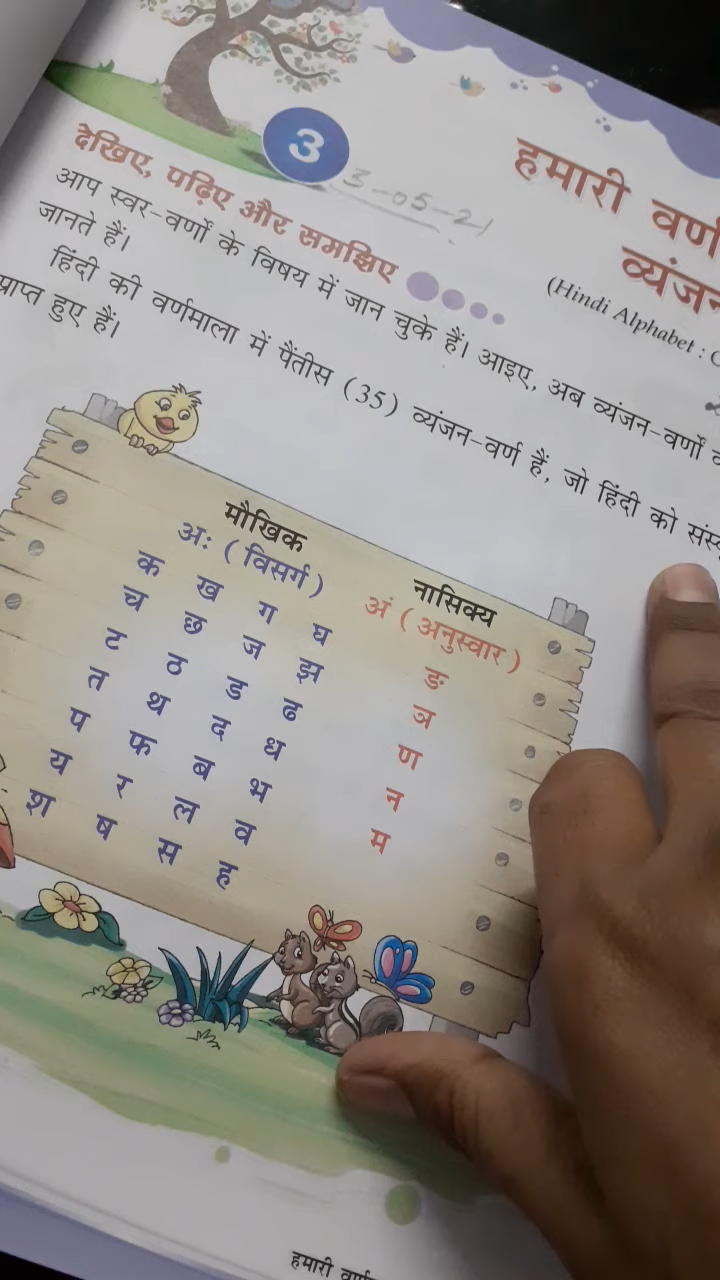 3
3-05-21
हमारी
व्यंजन
(Hindi Alphabet :
देखिए, पढ़िए और समझिए
आप स्वर-वर्णों के विषय में जान चुके हैं। आइए, अब व्यंजन-वर्णों
जानते हैं।
हिंदी की वर्णमाला में पैंतीस (35) व्यंजन-वर्ण हैं, जो हिंदी को
प्राप्त हुए हैं।
मौखिक नासिक्य
अः ( विसर्ग ) अं ( अनुस्वार )
क ख ग घ ङ
च छ ज झ ञ
ट ठ ड ढ ण
त थ द ध न
प फ ब भ म
य र ल व
श ष स ह
हमारी